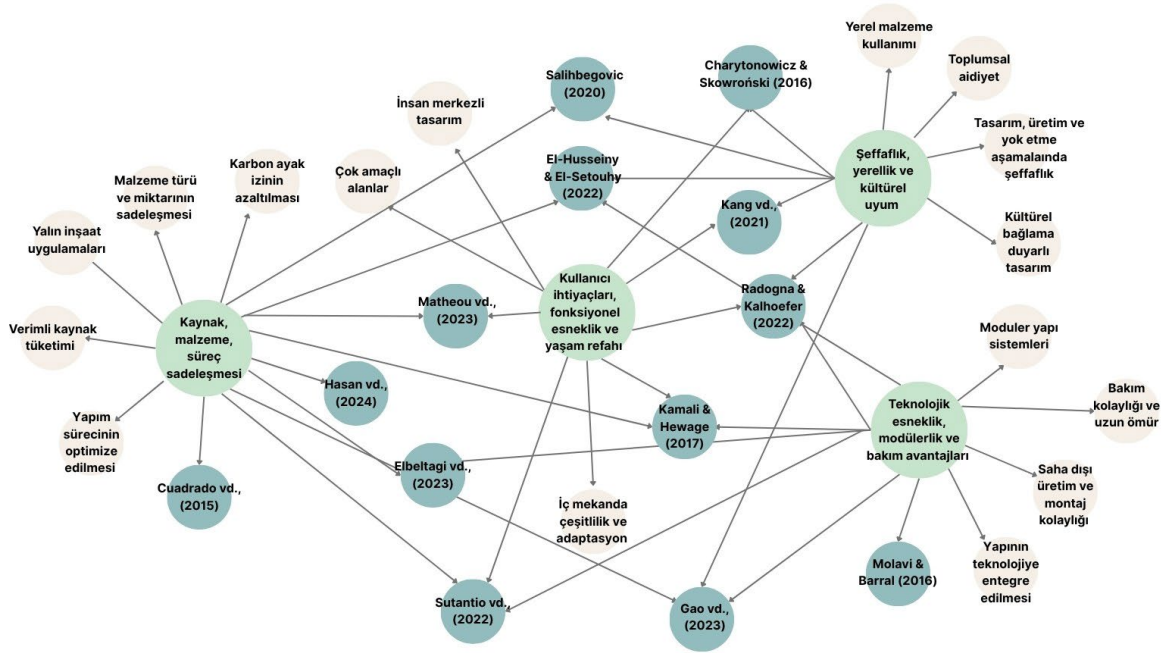 Yerel malzeme
kullanımı
Toplumsal
aidiyet
Charytonowicz &
Skowroński (2016)
Salihbegovic
(2020)
İnsan merkezli
tasarım
Tasarım, üretim ve
yok etme
aşamalaında
şeffaflık
Şeffaflık,
yerellik ve
kültürel
uyum
El-Husseiny
& El-Setouhy
(2022)
Karbon ayak
izinin
azaltılması
Çok amaçlı
alanlar
Malzeme türü
ve miktarının
sadeleşmesi
Kang vd.,
(2021)
Kültürel
bağlama
duyarlı
tasarım
Yalın inşaat
uygulamaları
Kullanıcı
ihtiyaçları,
fonksiyonel
esneklik ve
yaşam refahı
Radogna &
Kalhoefer
(2022)
Matheou vd.,
(2023)
Kaynak,
malzeme,
süreç
sadeleşmesi
Verimli kaynak
tüketimi
Moduler yapı
sistemleri
Hasan vd.,
(2024)
Bakım
kolaylığı ve
uzun ömür
Kamali &
Hewage
(2017)
Teknolojik
esneklik,
modülerlik ve
bakım avantajları
Yapım
sürecinin
optimize
edilmesi
Elbeltagi vd.,
(2023)
Saha dışı
üretim ve
montaj
kolaylığı
Cuadrado vd.,
(2015)
İç mekanda
çeşitlilik ve
adaptasyon
Molavi &
Barral (2016)
Yapının
teknolojiye
entegre
edilmesi
Sutantio vd.,
(2022)
Gao vd.,
(2023)